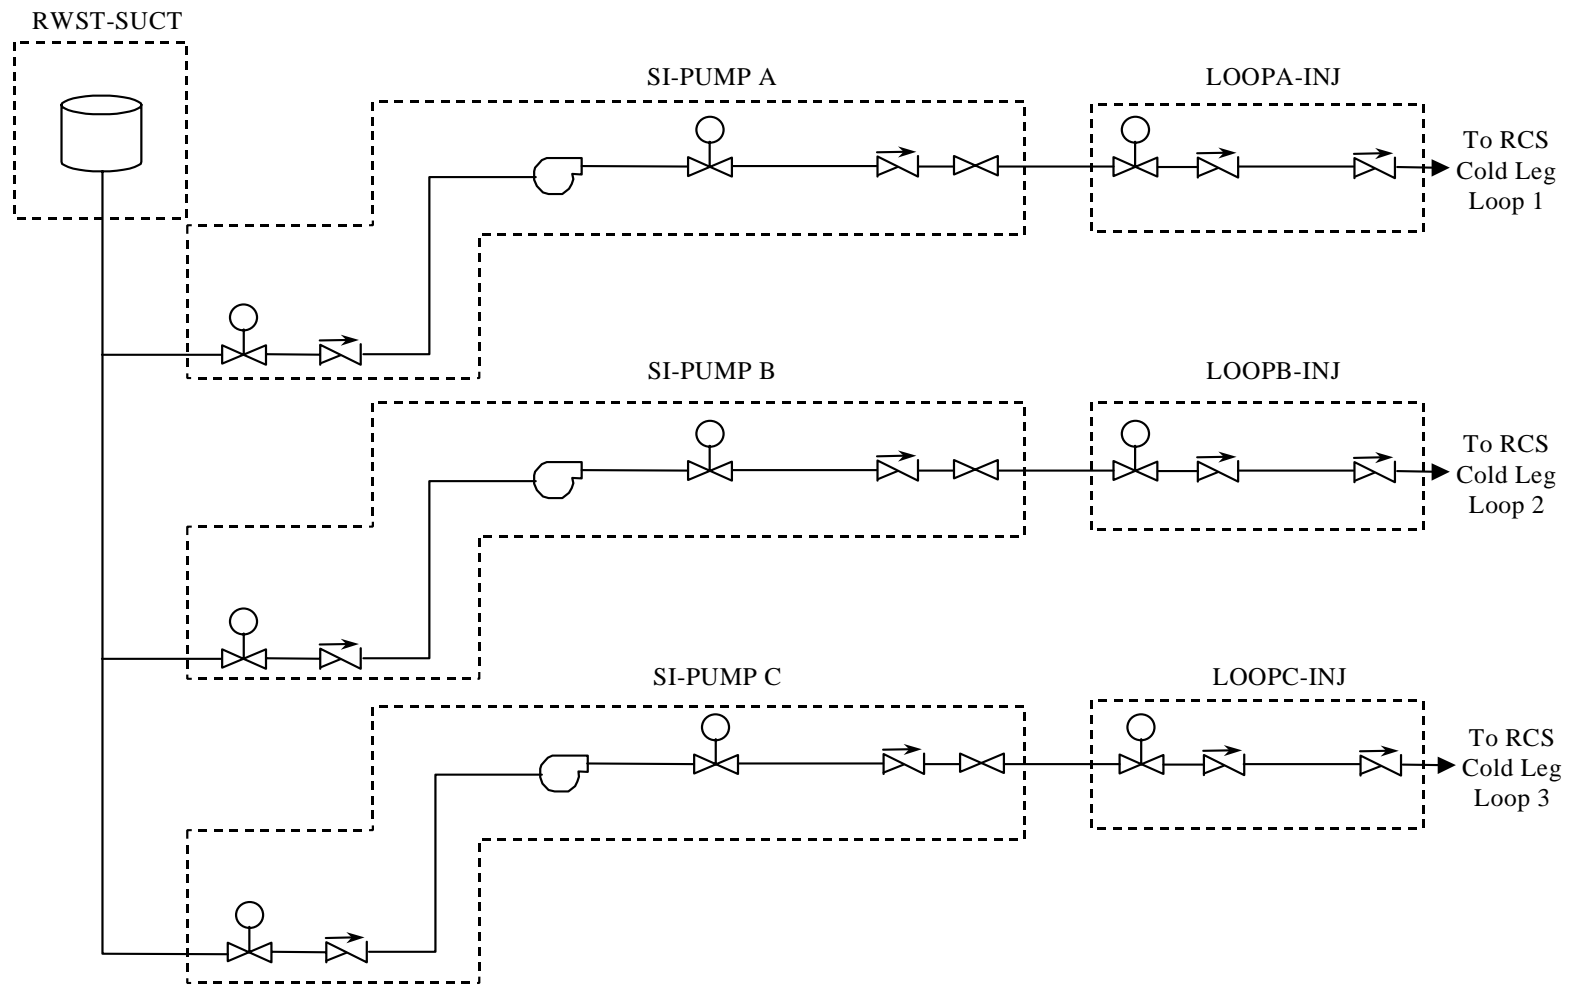 RWST-SUCT
SI-PUMP A
LOOPA-INJ
To RCS
Cold Leg
Loop 1
SI-PUMP B
LOOPB-INJ
To RCS
Cold Leg
Loop 2
SI-PUMP C
LOOPC-INJ
To RCS
Cold Leg
Loop 3